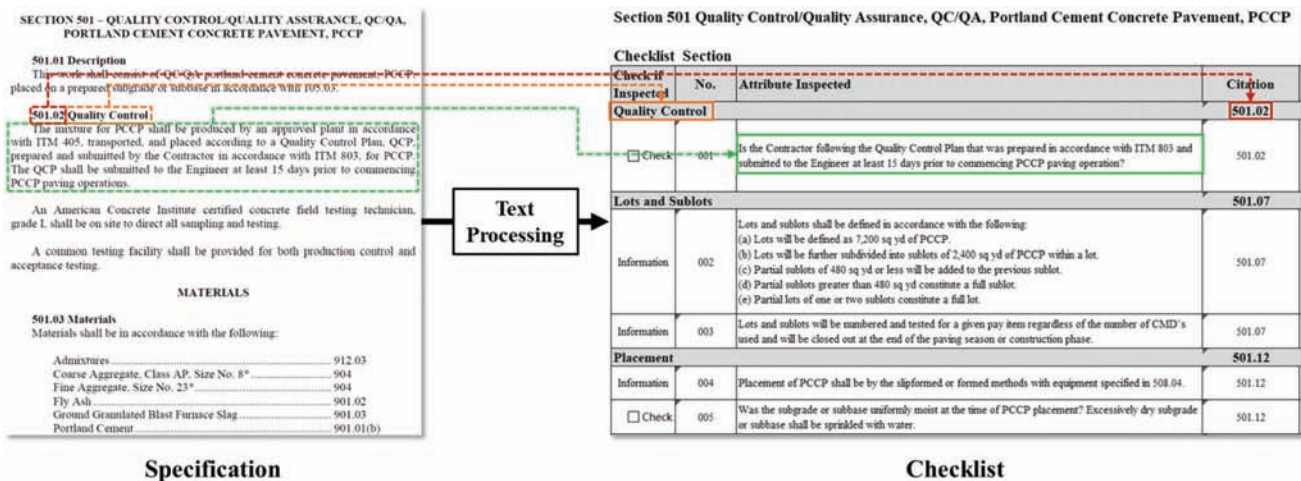 SECTION 501 – QUALITY CONTROL/QUALITY ASSURANCE, QC/QA,
PORTLAND CEMENT CONCRETE PAVEMENT, PCCP
501.01 Description
This work shall consist of QC/QA portland cement concrete pavement, PCCP,
placed on a prepared subgrade or subbase in accordance with 105.03.
501.02 Quality Control
The mixture for PCCP shall be produced by an approved plant in accordance
with ITM 405, transported, and placed according to a Quality Control Plan, QCP,
prepared and submitted by the Contractor in accordance with ITM 803, for PCCP.
The QCP shall be submitted to the Engineer at least 15 days prior to commencing
PCCP paving operations.
An American Concrete Institute certified concrete field testing technician,
grade I, shall be on site to direct all sampling and testing.
A common testing facility shall be provided for both production control and
acceptance testing.
MATERIALS
501.03 Materials
Materials shall be in accordance with the following:
Admixtures 912.03
Coarse Aggregate, Class AP, Size No. 8* 904
Fine Aggregate, Size No. 23* 904
Fly Ash 901.02
Ground Granulated Blast Furnace Slag 901.03
Portland Cement 901.01(b)
Specification
Text
Processing
Section 501 Quality Control/Quality Assurance, QC/QA, Portland Cement Concrete Pavement, PCCP
Checklist Section
Check if
Inspected No. Attribute Inspected Citation
Quality Control 501.02
Check 001 Is the Contractor following the Quality Control Plan that was prepared in accordance with ITM 803 and
submitted to the Engineer at least 15 days prior to commencing PCCP paving operation? 501.02
Lots and Sublots 501.07
Lots and sublots shall be defined in accordance with the following:
(a) Lots will be defined as 7,200 sq yd of PCCP.
(b) Lots will be further subdivided into sublots of 2,400 sq yd of PCCP within a lot.
Information 002 (c) Partial sublots of 480 sq yd or less will be added to the previous sublot. 501.07
(d) Partial sublots greater than 480 sq yd constitute a full sublot.
(e) Partial lots of one or two sublots constitute a full lot.
Information 003 Lots and sublots will be numbered and tested for a given pay item regardless of the number of CMD's
used and will be closed out at the end of the paving season or construction phase. 501.07
Placement 501.12
Information 004 Placement of PCCP shall be by the slipformed or formed methods with equipment specified in 508.04. 501.12
Check 005 Was the subgrade or subbase uniformly moist at the time of PCCP placement? Excessively dry subgrade
or subbase shall be sprinkled with water. 501.12
Checklist